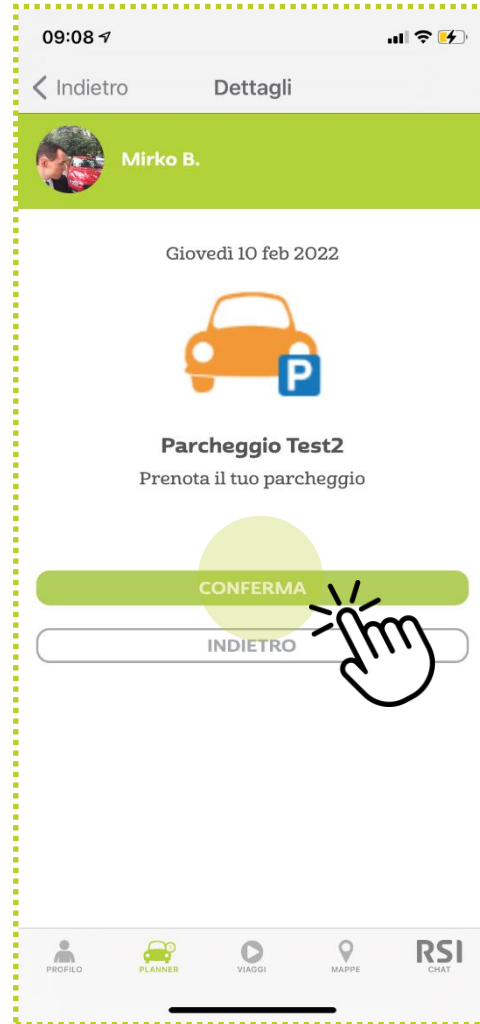 09:08
Indietro Dettagli
Mirko B.
Giovedì 10 feb 2022
P
Parcheggio Test2
Prenota il tuo parcheggio
CONFERMA
INDIETRO
PROFILO PLANNER VIAGGI MAPPE RSI CHAT